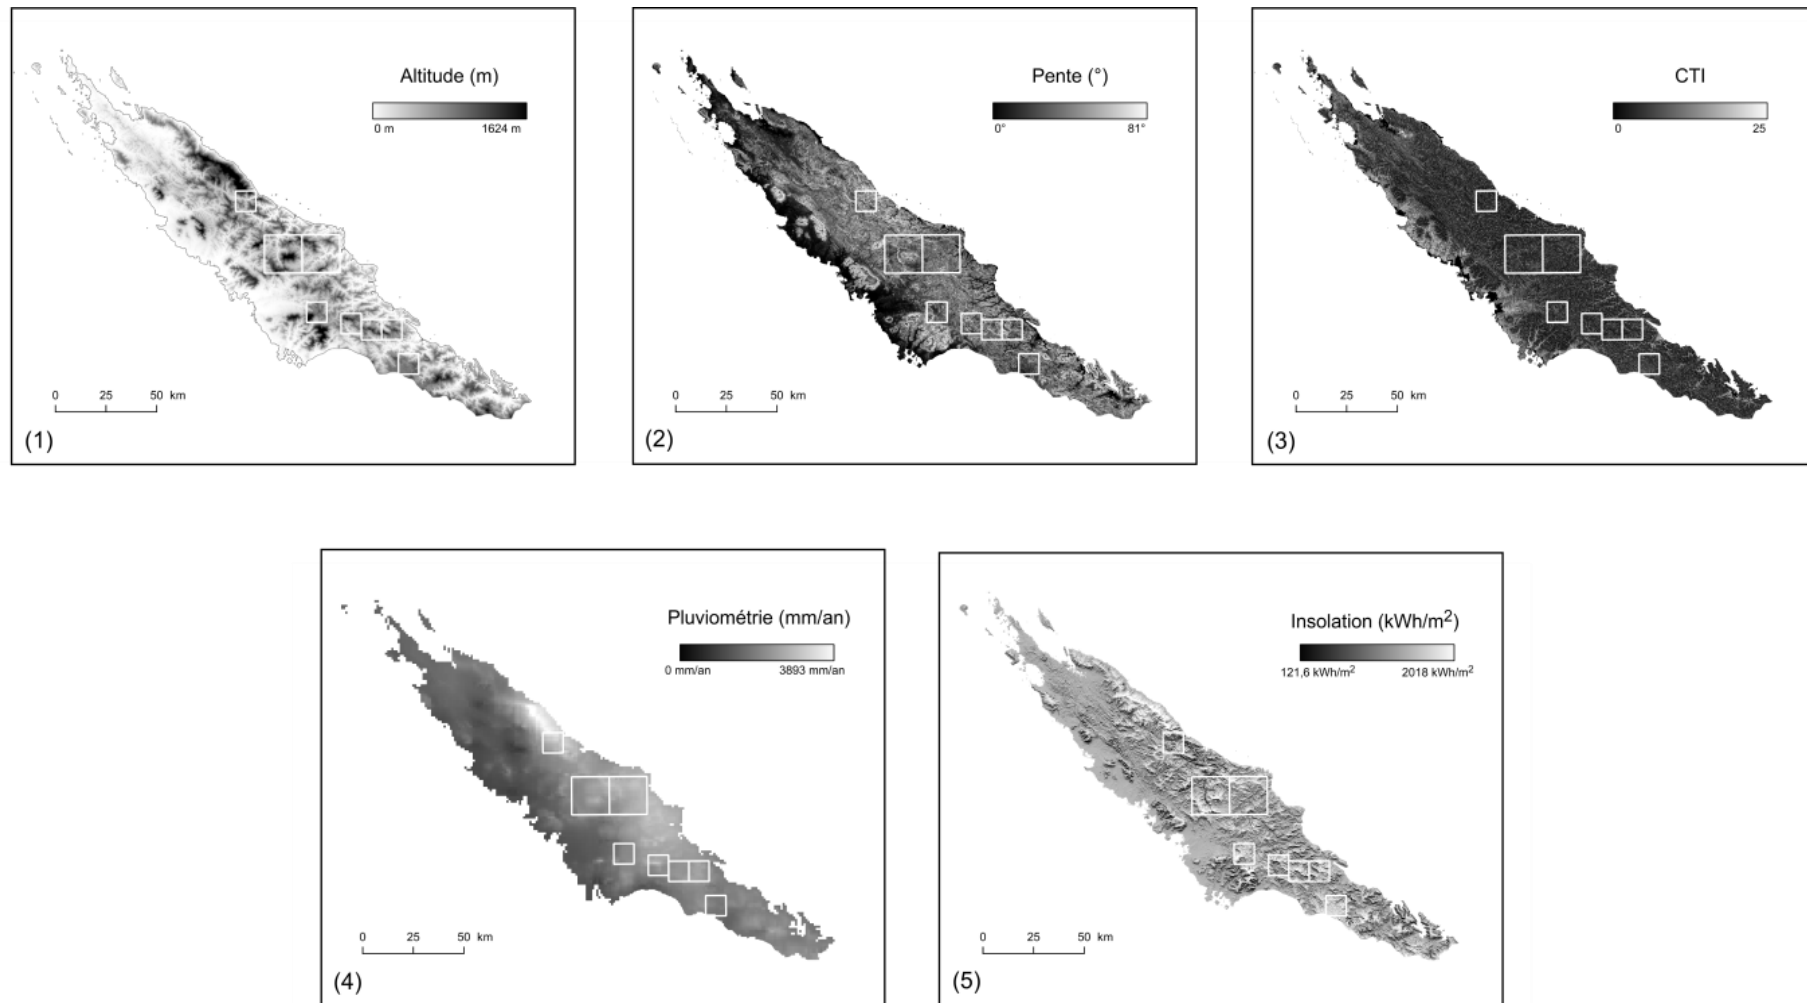 Altitude (m)
0 m 1624 m
0 25 50 km
(1)
Pente (°)
0° 81°
0 25 50 km
(2)
CTI
0 25
0 25 50 km
(3)
Pluviométrie (mm/an)
0 mm/an 3893 mm/an
0 25 50 km
(4)
Insolation (kWh/m²)
121,6 kWh/m² 2018 kWh/m²
0 25 50 km
(5)